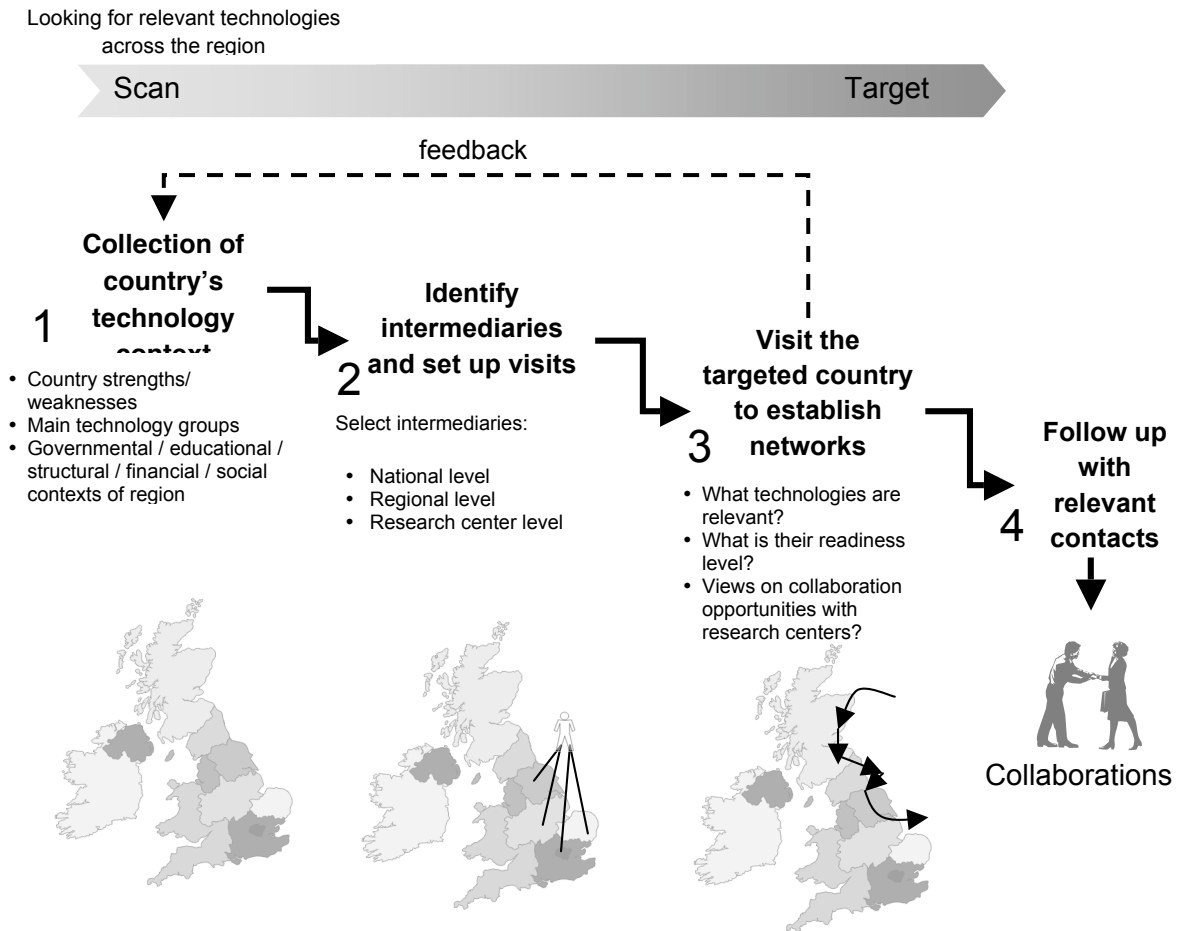 Looking for relevant technologies
across the region
Scan
Target
feedback
Collection of
country’s
technology
context
1
• Country strengths/
weaknesses
• Main technology groups
• Governmental / educational /
structural / financial / social
contexts of region
Identify
intermediaries
and set up visits
2
Select intermediaries:
• National level
• Regional level
• Research center level
Visit the
targeted country
to establish
networks
3
• What technologies are
relevant?
• What is their readiness
level?
• Views on collaboration
opportunities with
research centers?
Follow up
with
relevant
contacts
4
Collaborations